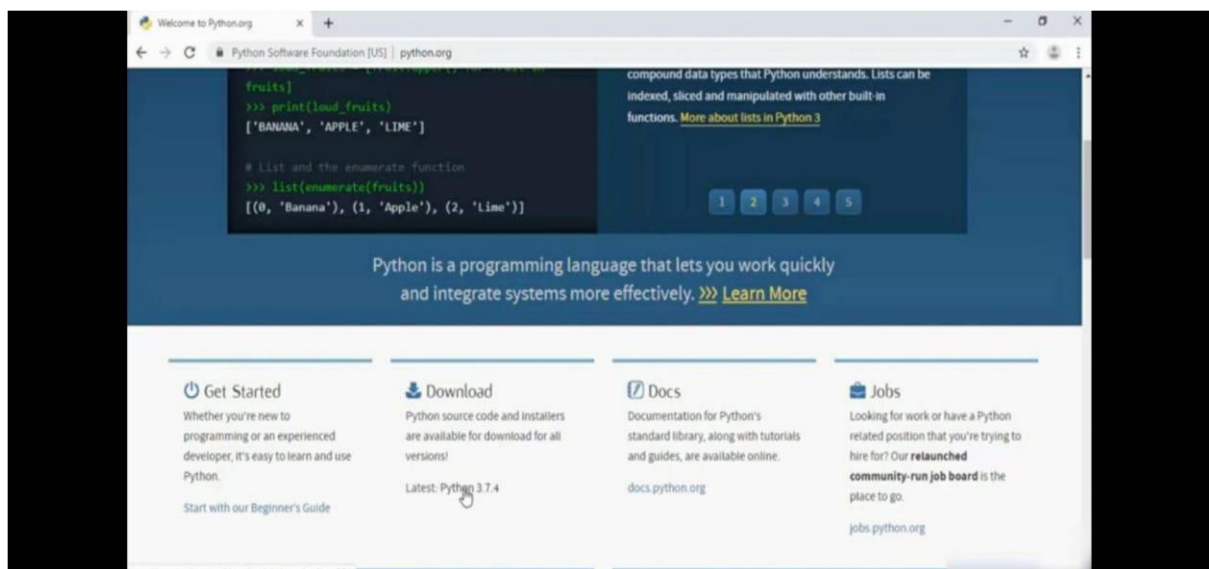 Welcome to Python.org
Python Software Foundation [US] | python.org
fruits]
>>> print(loud_fruits)
['BANANA', 'APPLE', 'LIME']
# List and the enumerate function
>>> list(enumerate(fruits))
[(0, 'Banana'), (1, 'Apple'), (2, 'Lime')]
compound data types that Python understands. Lists can be
indexed, sliced and manipulated with other built-in
functions. More about lists in Python 3
1 2 3 4 5
Python is a programming language that lets you work quickly
and integrate systems more effectively. >>> Learn More
Get Started
Whether you're new to
programming or an experienced
developer, it's easy to learn and use
Python.
Start with our Beginner's Guide
Download
Python source code and installers
are available for download for all
versions!
Latest: Python 3.7.4
Docs
Documentation for Python's
standard library, along with tutorials
and guides, are available online.
docs.python.org
Jobs
Looking for work or have a Python
related position that you're trying to
hire for? Our relaunched
community-run job board is the
place to go.
jobs.python.org